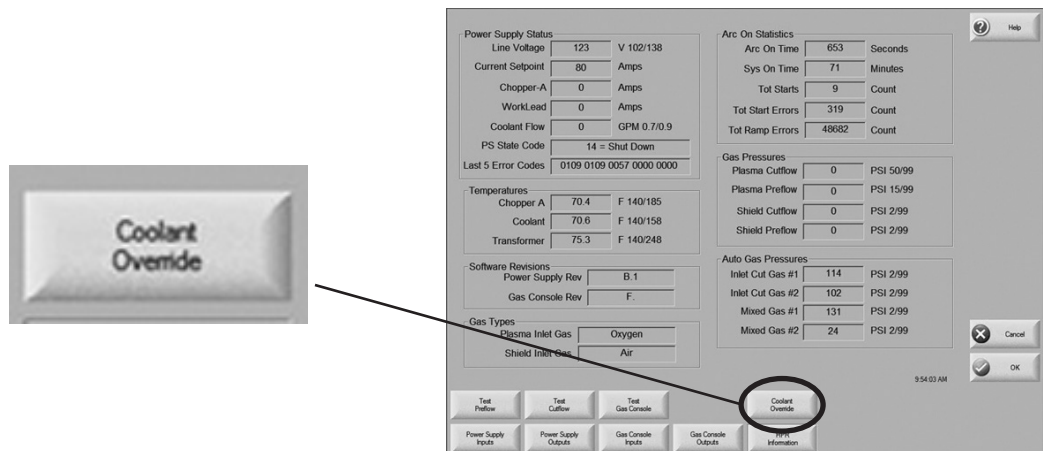 Coolant
Override
Power Supply Status
Line Voltage 123 V 102/138
Current Setpoint 80 Amps
Chopper-A 0 Amps
WorkLead 0 Amps
Coolant Flow 0 GPM 0.7/0.9
PS State Code 14 = Shut Down
Last 5 Error Codes 0109 0109 0057 0000 0000
Temperatures
Chopper A 70.4 F 140/185
Coolant 70.6 F 140/158
Transformer 75.3 F 140/248
Software Revisions
Power Supply Rev B.1
Gas Console Rev F.
Gas Types
Plasma Inlet Gas Oxygen
Shield Inlet Gas Air
Arc On Statistics
Arc On Time 653 Seconds
Sys On Time 71 Minutes
Tot Starts 9 Count
Tot Start Errors 319 Count
Tot Ramp Errors 48682 Count
Gas Pressures
Plasma Cutflow 0 PSI 50/99
Plasma Preflow 0 PSI 15/99
Shield Cutflow 0 PSI 2/99
Shield Preflow 0 PSI 2/99
Auto Gas Pressures
Inlet Cut Gas #1 114 PSI 2/99
Inlet Cut Gas #2 102 PSI 2/99
Mixed Gas #1 131 PSI 2/99
Mixed Gas #2 24 PSI 2/99
Help
Cancel
OK
9:54:03 AM
Test
Preflow
Test
Cutflow
Test
Gas Console
Coolant
Override
Power Supply
Inputs
Power Supply
Outputs
Gas Console
Inputs
Gas Console
Outputs
HPR
Information